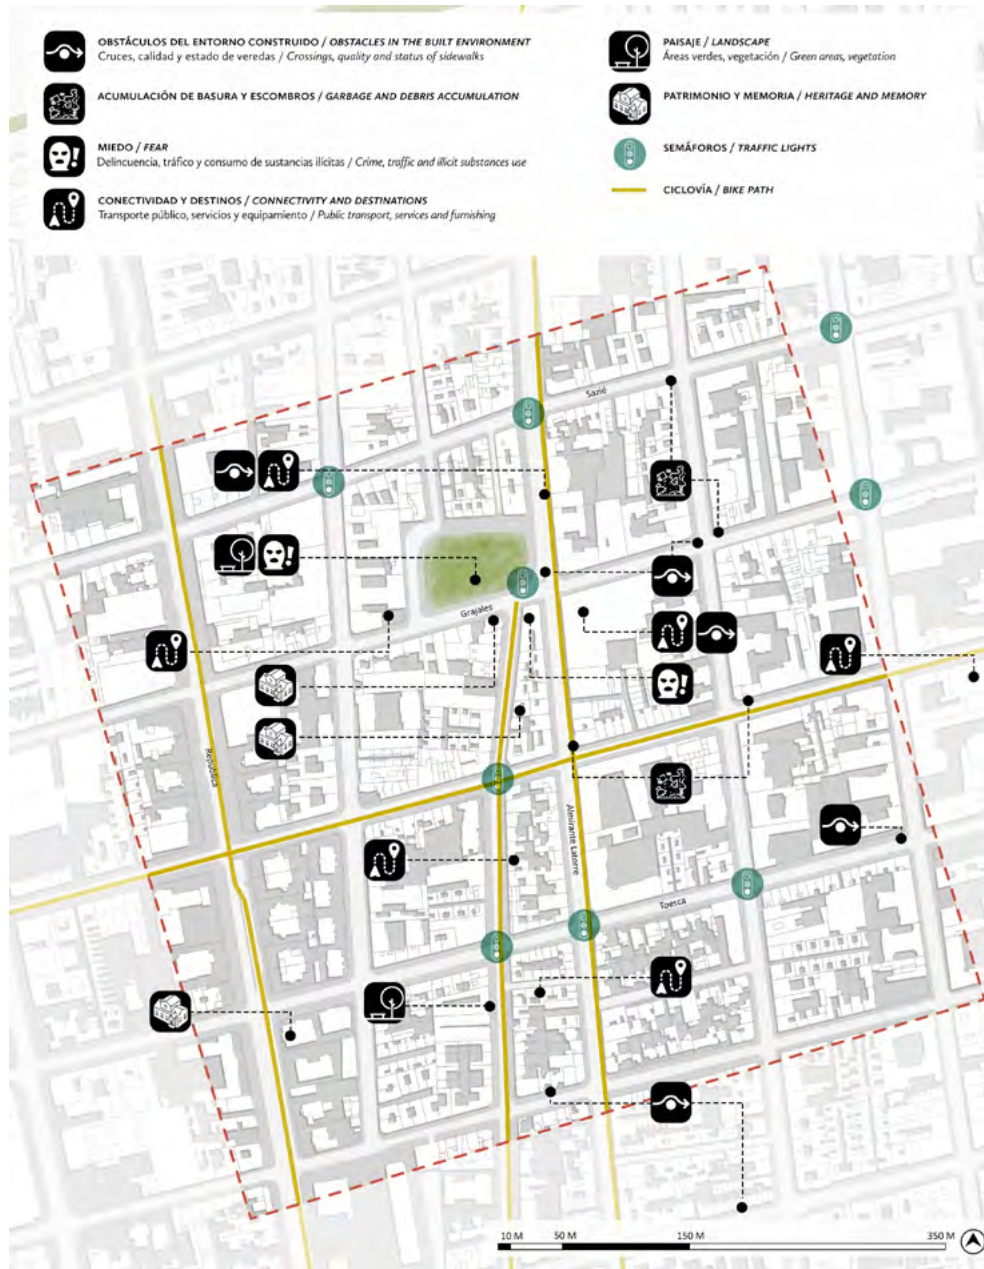 OBSTÁCULOS DEL ENTORNO CONSTRUIDO / OBSTACLES IN THE BUILT ENVIRONMENT
Cruces, calidad y estado de veredas / Crossings, quality and status of sidewalks
ACUMULACIÓN DE BASURA Y ESCOMBROS / GARBAGE AND DEBRIS ACCUMULATION
MIEDO / FEAR
Delincuencia, tráfico y consumo de sustancias ilícitas / Crime, traffic and illicit substances use
CONECTIVIDAD Y DESTINOS / CONNECTIVITY AND DESTINATIONS
Transporte público, servicios y equipamiento / Public transport, services and furnishing
PAISAJE / LANDSCAPE
Áreas verdes, vegetación / Green areas, vegetation
PATRIMONIO Y MEMORIA / HERITAGE AND MEMORY
SEMÁFOROS / TRAFFIC LIGHTS
CICLOVÍA / BIKE PATH
Sazié
Grajales
República
Almirante Latorre
Toesca
10 M 50 M 150 M 350 M